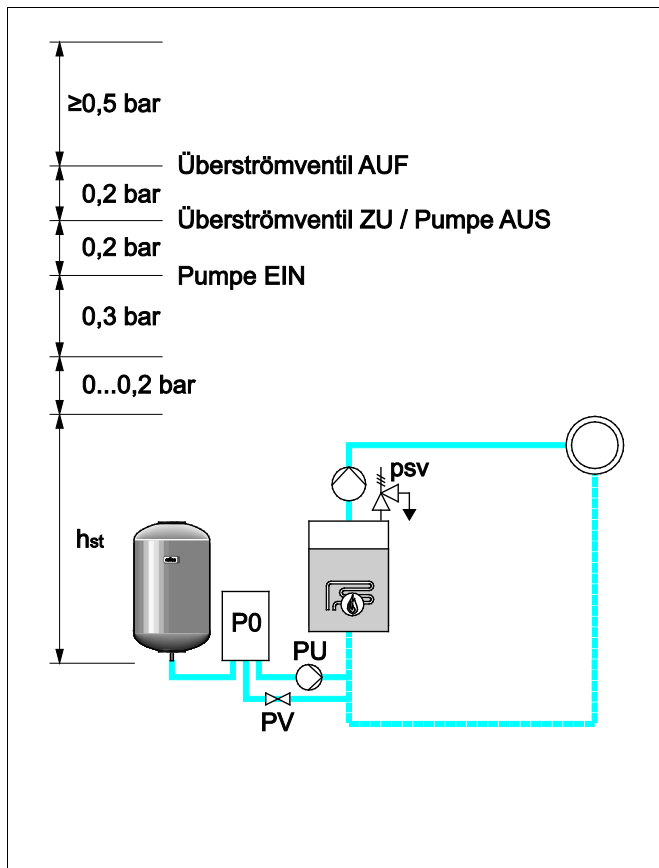 ≥0,5 bar
Überströmventil AUF
0,2 bar
Überströmventil ZU / Pumpe AUS
0,2 bar
Pumpe EIN
0,3 bar
0...0,2 bar
psv
hst
P0
PU
PV